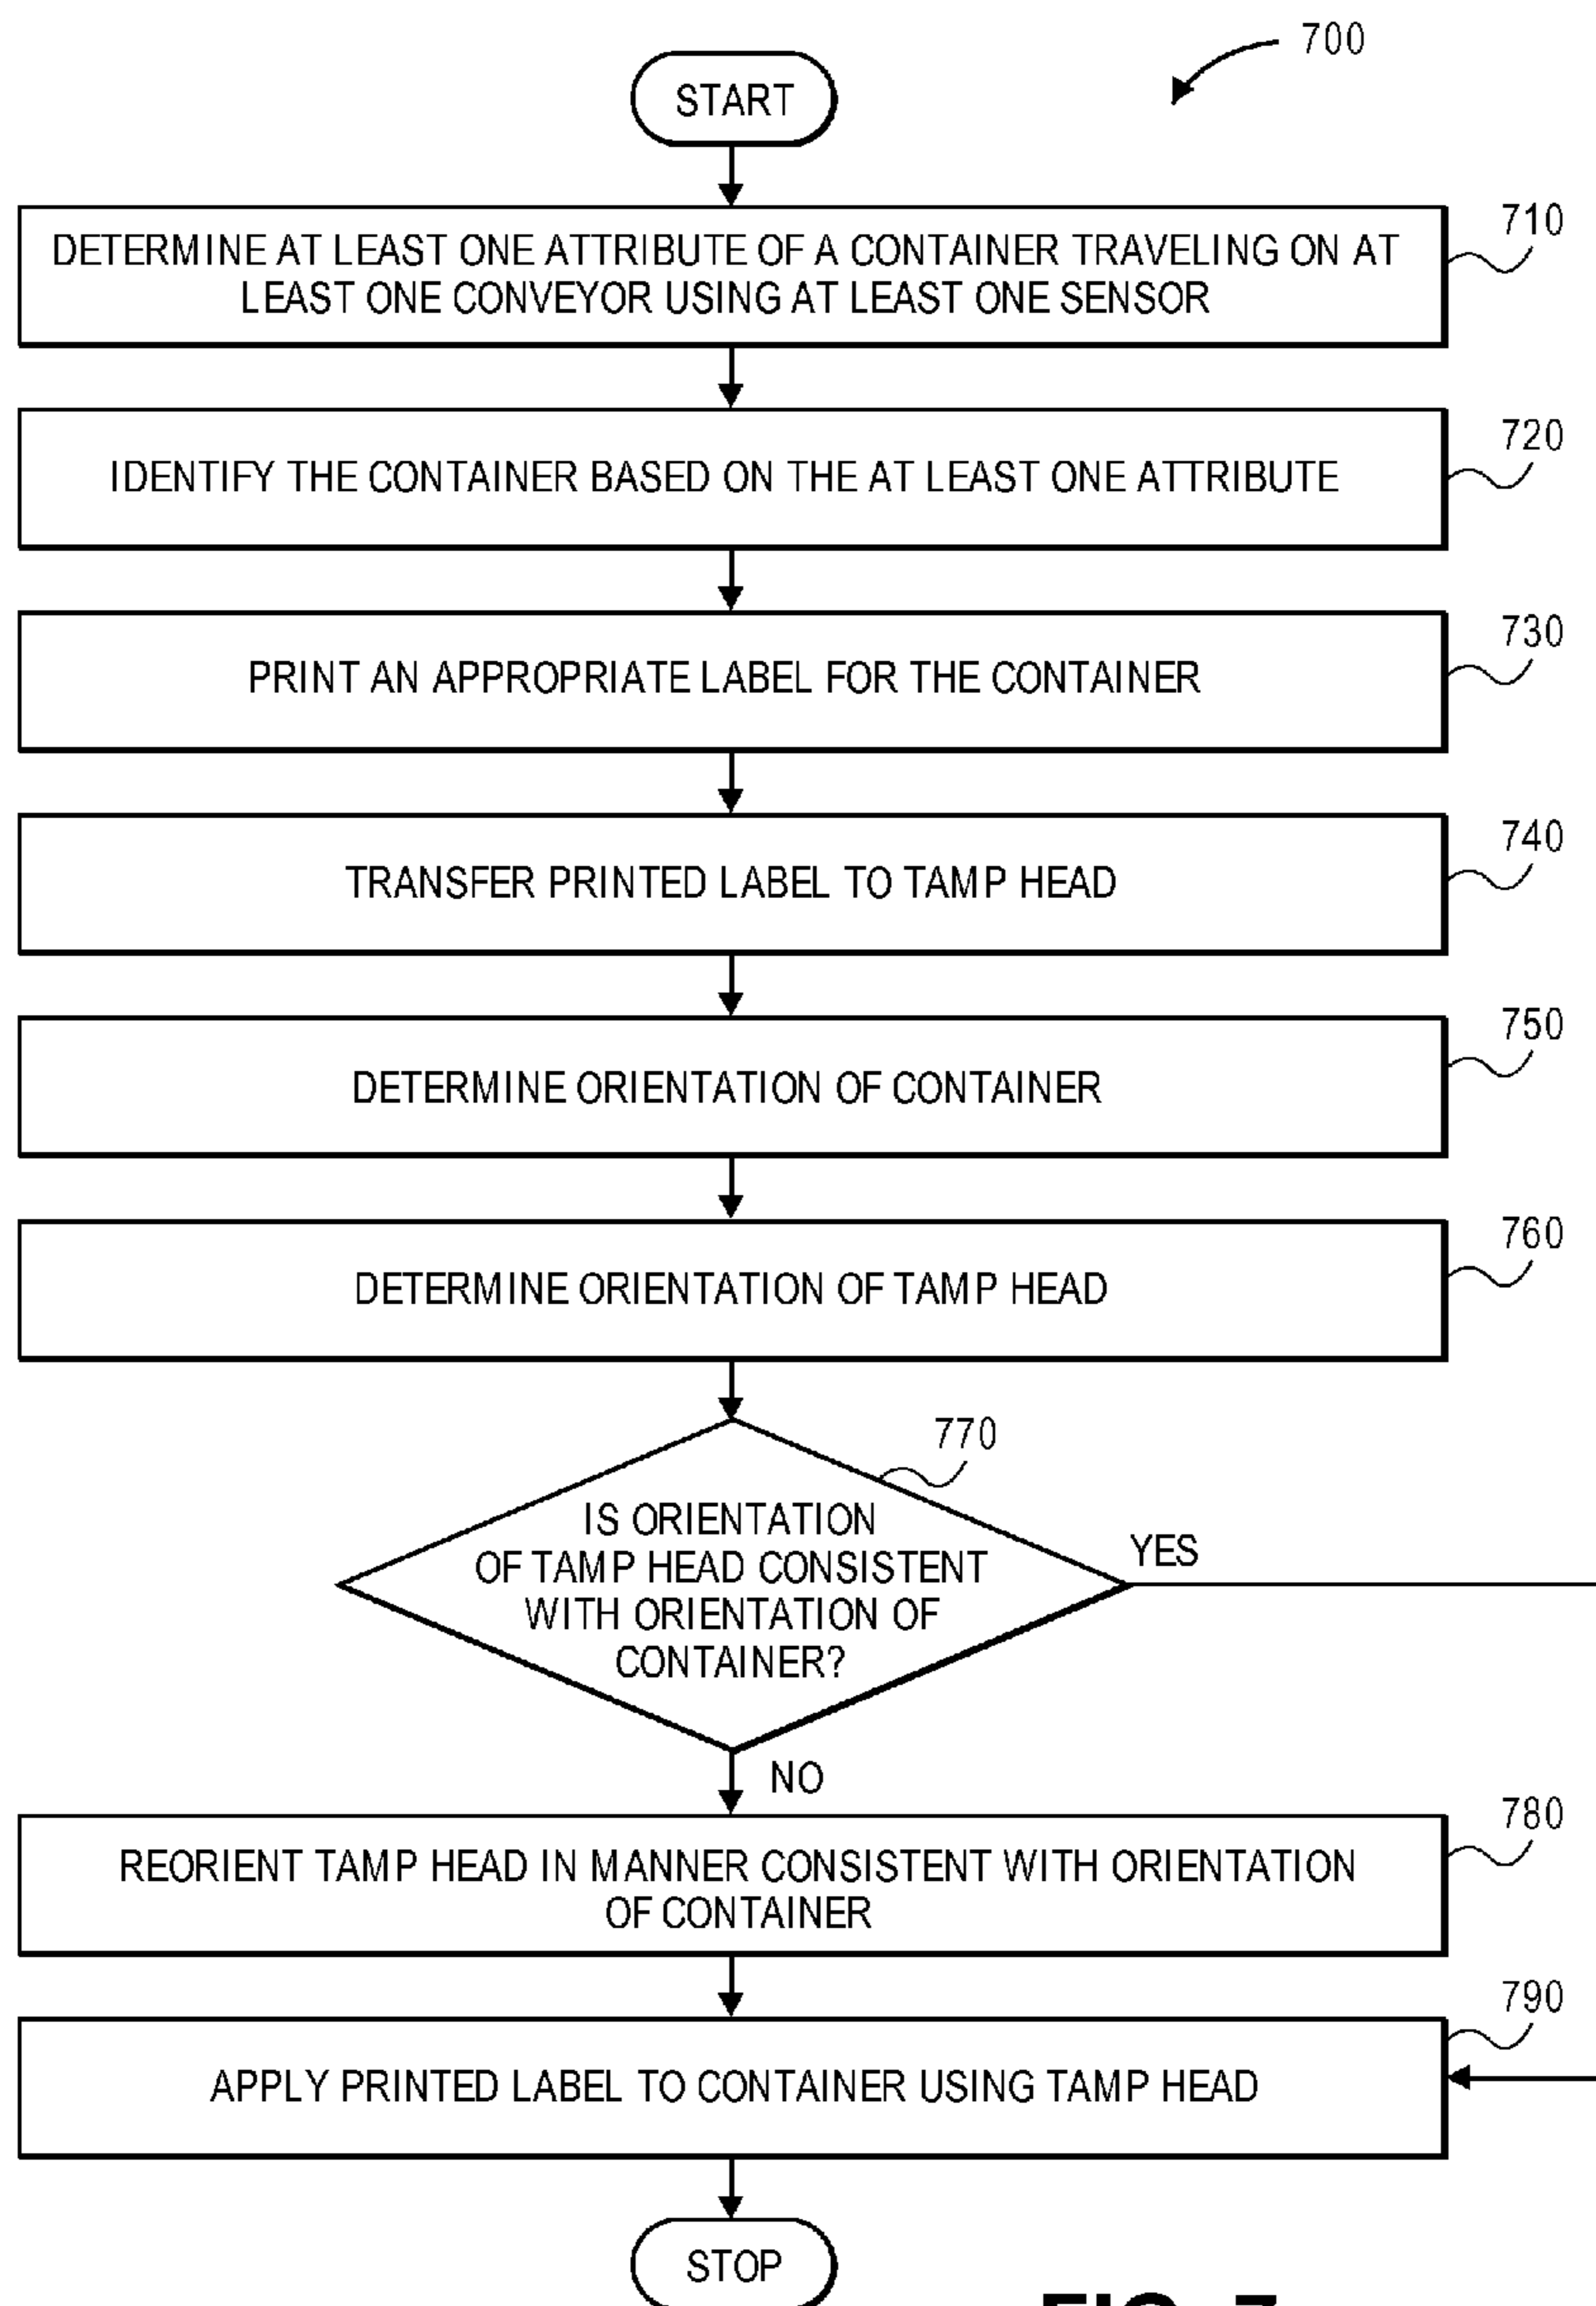 700
START
710
DETERMINE AT LEAST ONE ATTRIBUTE OF A CONTAINER TRAVELING ON AT
LEAST ONE CONVEYOR USING AT LEAST ONE SENSOR
720
IDENTIFY THE CONTAINER BASED ON THE AT LEAST ONE ATTRIBUTE
730
PRINT AN APPROPRIATE LABEL FOR THE CONTAINER
740
TRANSFER PRINTED LABEL TO TAMP HEAD
750
DETERMINE ORIENTATION OF CONTAINER
760
DETERMINE ORIENTATION OF TAMP HEAD
770
IS ORIENTATION
OF TAMP HEAD CONSISTENT
WITH ORIENTATION OF
CONTAINER?
YES
NO
780
REORIENT TAMP HEAD IN MANNER CONSISTENT WITH ORIENTATION
OF CONTAINER
790
APPLY PRINTED LABEL TO CONTAINER USING TAMP HEAD
STOP